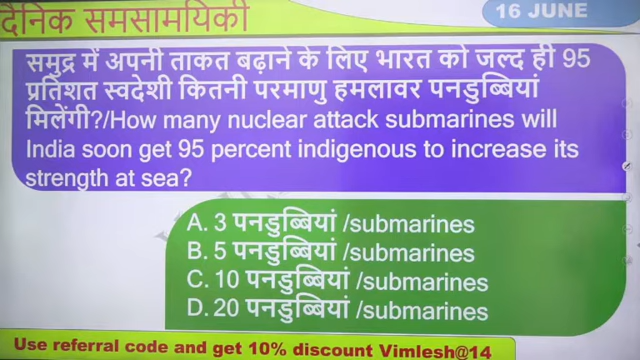 दैनिक समसामयिकी
16 JUNE
समुद्र में अपनी ताकत बढ़ाने के लिए भारत को जल्द ही 95
प्रतिशत स्वदेशी कितनी परमाणु हमलावर पनडुब्बियां
मिलेंगी?/How many nuclear attack submarines will
India soon get 95 percent indigenous to increase its
strength at sea?
A. 3 पनडुब्बियां /submarines
B. 5 पनडुब्बियां /submarines
C. 10 पनडुब्बियां /submarines
D. 20 पनडुब्बियां /submarines
Use referral code and get 10% discount Vimlesh@14